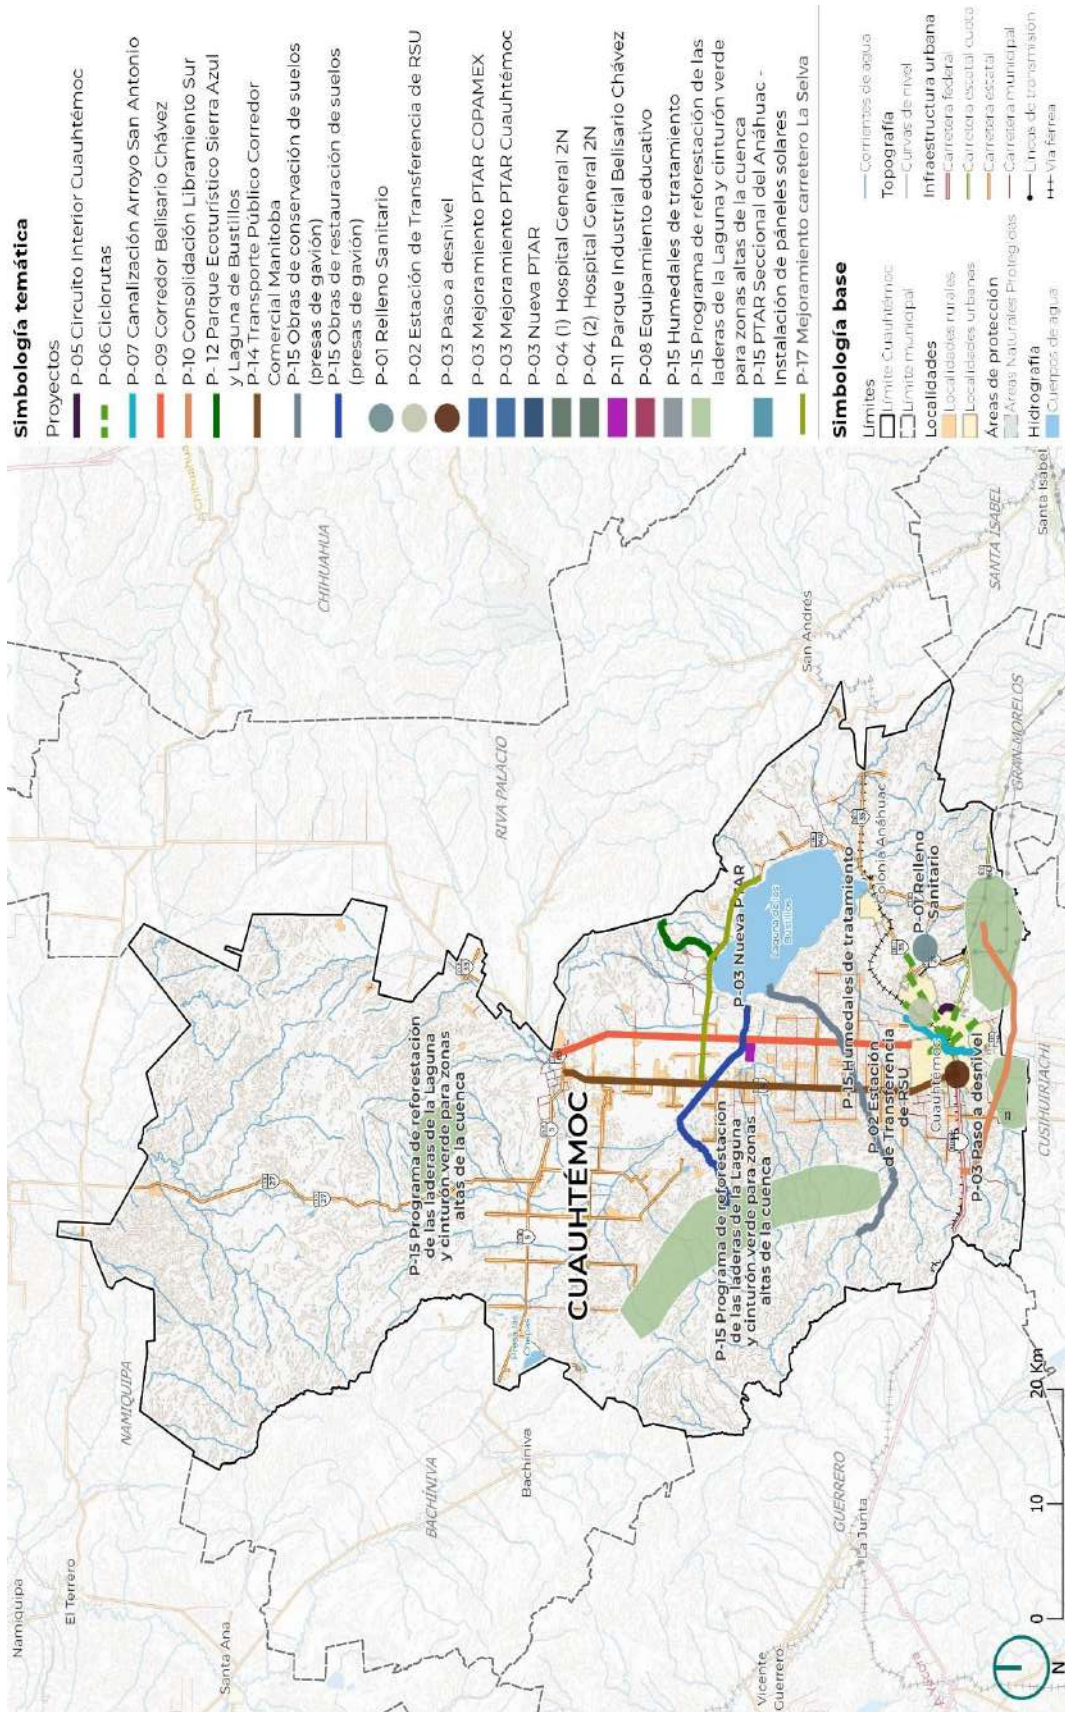 Simbología temática
Proyectos
P-05 Circuito Interior Cuauhtémoc
P-06 Ciclorutas
P-07 Canalización Arroyo San Antonio
P-09 Corredor Belisario Chávez
P-10 Consolidación Libramiento Sur
P- 12 Parque Ecoturístico Sierra Azul
y Laguna de Bustillos
P-14 Transporte Público Corredor
Comercial Manitoba
P-15 Obras de conservación de suelos
(presas de gavión)
P-15 Obras de restauración de suelos
(presas de gavión)
P-01 Relleno Sanitario
P-02 Estación de Transferencia de RSU
P-03 Paso a desnivel
P-03 Mejoramiento PTAR COPAMEX
P-03 Mejoramiento PTAR Cuauhtémoc
P-03 Nueva PTAR
P-04 (1) Hospital General 2N
P-04 (2) Hospital General 2N
P-11 Parque Industrial Belisario Chávez
P-08 Equipamiento educativo
P-15 Humedales de tratamiento
P-15 Programa de reforestación de las
laderas de la Laguna y cinturón verde
para zonas altas de la cuenca
P-15 PTAR Seccional del Anáhuac -
Instalación de páneles solares
P-17 Mejoramiento carretero La Selva
Simbología base
Límites
Límite Cuauhtémoc
Límite municipal
Localidades
Localidades rurales
Localidades urbanas
Áreas de protección
Áreas Naturales Protegidas
Hidrografía
Cuerpos de agua
Corrientes de agua
Topografía
Curvas de nivel
Infraestructura urbana
Carretera federal
Carretera estatal cuota
Carretera estatal
Carretera municipal
Líneas de transmisión
Vía férrea
Namiquipa
El Terrero
Santa Ana
NAMIQUIPA
BACHÍNIVA
Bachíniva
CHIHUAHUA
Chihuahua
RIVA PALACIO
San Andrés
SANTA ISABEL
Santa Isabel
GRAN MORELOS
CUSIHUIRIACHI
GUERRERO
La Junta
Vicente
Guerrero
CUAUHTÉMOC
P-15 Programa de reforestación
de las laderas de la Laguna
y cinturón verde para zonas
altas de la cuenca
P-15 Programa de reforestación
de las laderas de la Laguna
y cinturón verde para zonas
altas de la cuenca
P-03 Nueva PTAR
Laguna de los
Bustillos
P-15 Humedales de tratamiento
Colonia Anáhuac
P-01 Relleno
Sanitario
P-02 Estación
de Transferencia
de RSU
Cuauhtémoc
P-03 Paso a desnivel
0 10 20 Km
N